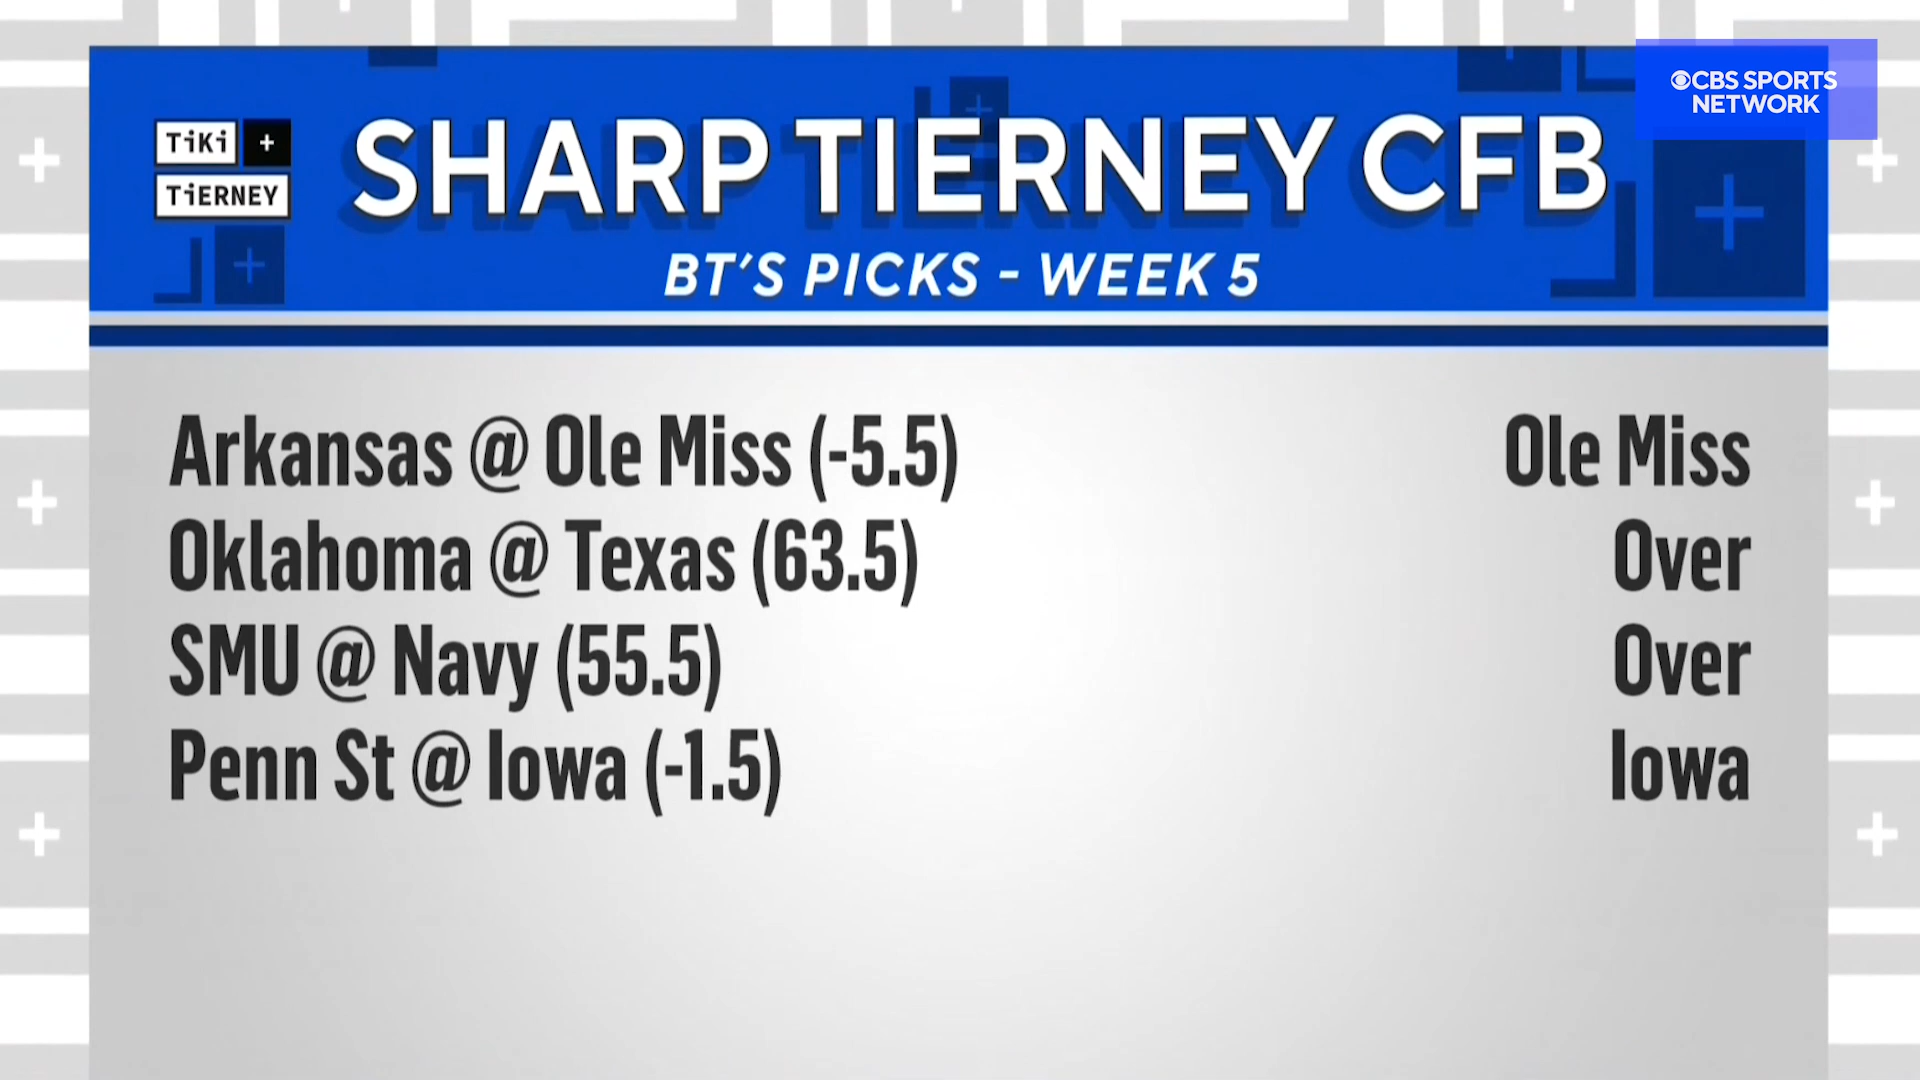 CBS SPORTS
NETWORK
TiKi +
TiERNEY
SHARP TIERNEY CFB
BT'S PICKS - WEEK 5
Arkansas @ Ole Miss (-5.5) Ole Miss
Oklahoma @ Texas (63.5) Over
SMU @ Navy (55.5) Over
Penn St @ Iowa (-1.5) Iowa